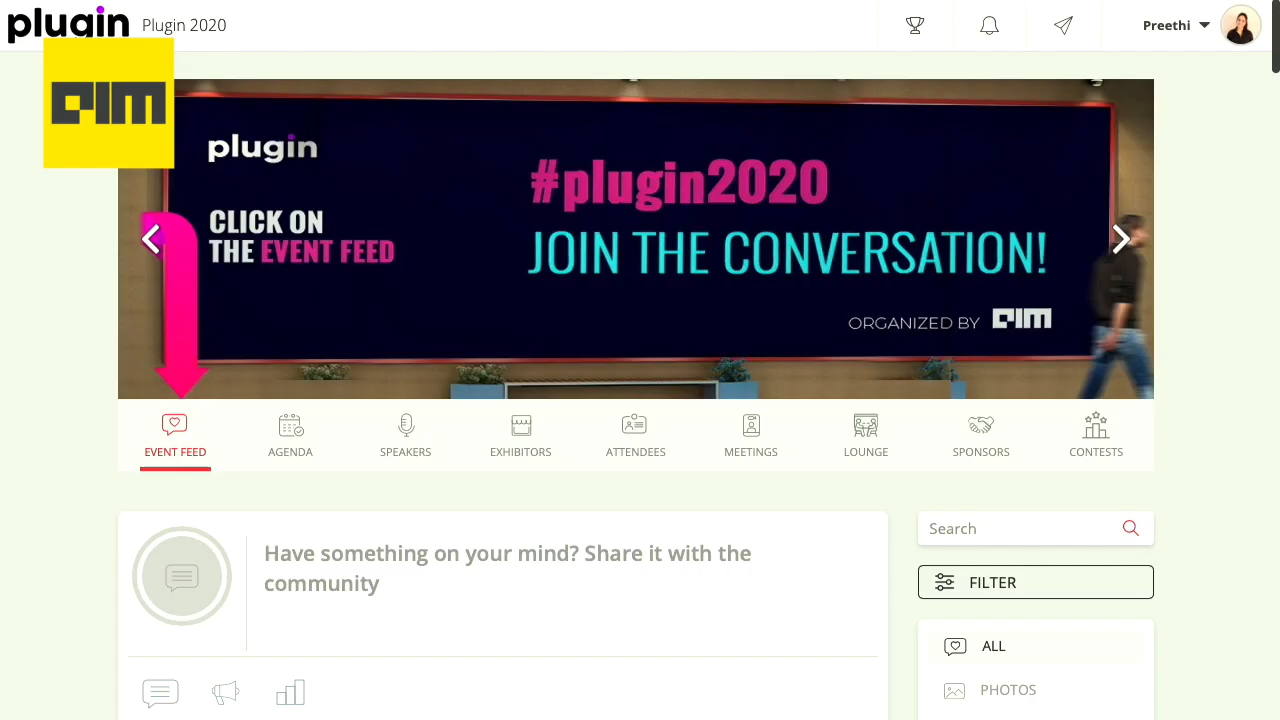 plugin Plugin 2020 Preethi
AIM
plugin
#plugin2020
CLICK ON
THE EVENT FEED
JOIN THE CONVERSATION!
ORGANIZED BY AIM
EVENT FEED AGENDA SPEAKERS EXHIBITORS ATTENDEES MEETINGS LOUNGE SPONSORS CONTESTS
Have something on your mind? Share it with the
community
Search
FILTER
ALL
PHOTOS